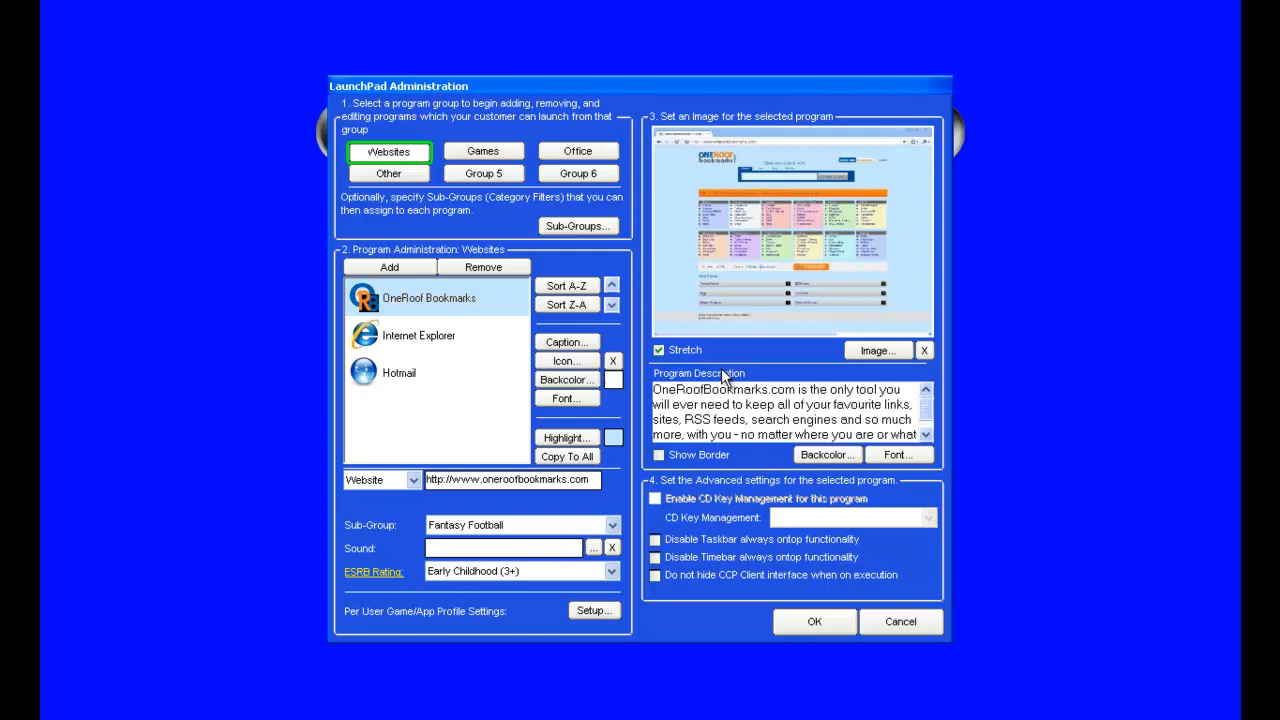 LaunchPad Administration
1. Select a program group to begin adding, removing, and
editing programs which your customer can launch from that
group
Websites
Games
Office
Other
Group 5
Group 6
Optionally, specify Sub-Groups (Category Filters) that you can
then assign to each program.
Sub-Groups...
2. Program Administration: Websites
Add
Remove
OneRoof Bookmarks
Internet Explorer
Hotmail
Sort A-Z
Sort Z-A
Caption...
Icon...
X
Backcolor...
Font...
Highlight...
Copy To All
Website
http://www.oneroofbookmarks.com
Sub-Group:
Fantasy Football
Sound:
...
X
ESRB Rating:
Early Childhood (3+)
Per User Game/App Profile Settings:
Setup...
3. Set an Image for the selected program
ONEROOF
bookmarks!
Stretch
Image...
X
Program Description
OneRoofBookmarks.com is the only tool you
will ever need to keep all of your favourite links,
sites, RSS feeds, search engines and so much
more, with you - no matter where you are or what
Show Border
Backcolor...
Font...
4. Set the Advanced settings for the selected program.
Enable CD Key Management for this program
CD Key Management:
Disable Taskbar always ontop functionality
Disable Timebar always ontop functionality
Do not hide CCP Client interface when on execution
OK
Cancel